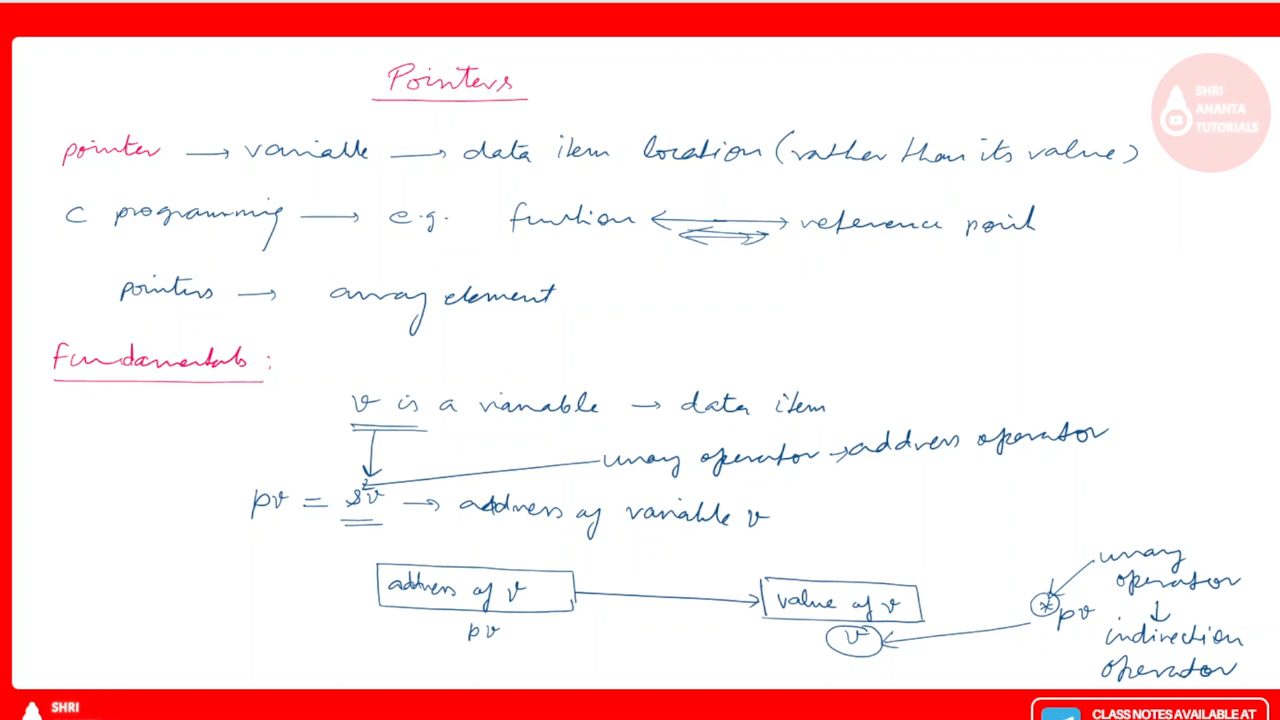 Pointers
SHRI
ANANTA
TUTORIALS
pointer → variable → data item location (rather than its value)
C programming → e.g. function ⟷ reference point
pointers → array element
Fundamentals:
v is a variable → data item
unary operator → address operator
pv = &v → address of variable v
address of v
pv
value of v
v
*pv
unary
operator
↓
indirection
operator
SHRI
CLASS NOTES AVAILABLE AT